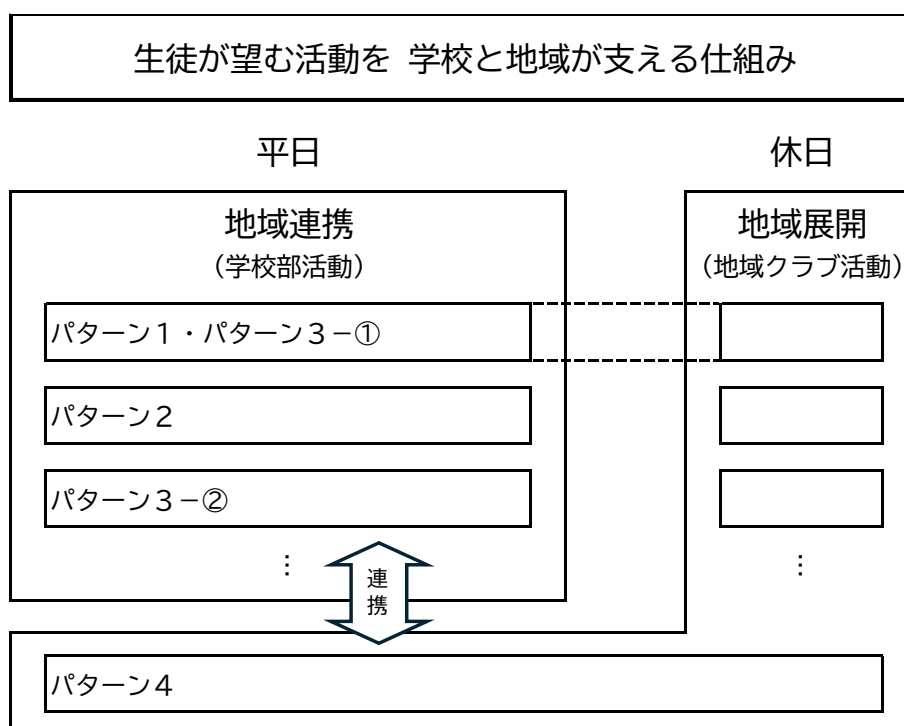 生徒が望む活動を 学校と地域が支える仕組み
平日
休日
地域連携
（学校部活動）
地域展開
（地域クラブ活動）
パターン１・パターン３－①
パターン２
パターン３－②
⋮
⋮
連携
パターン４